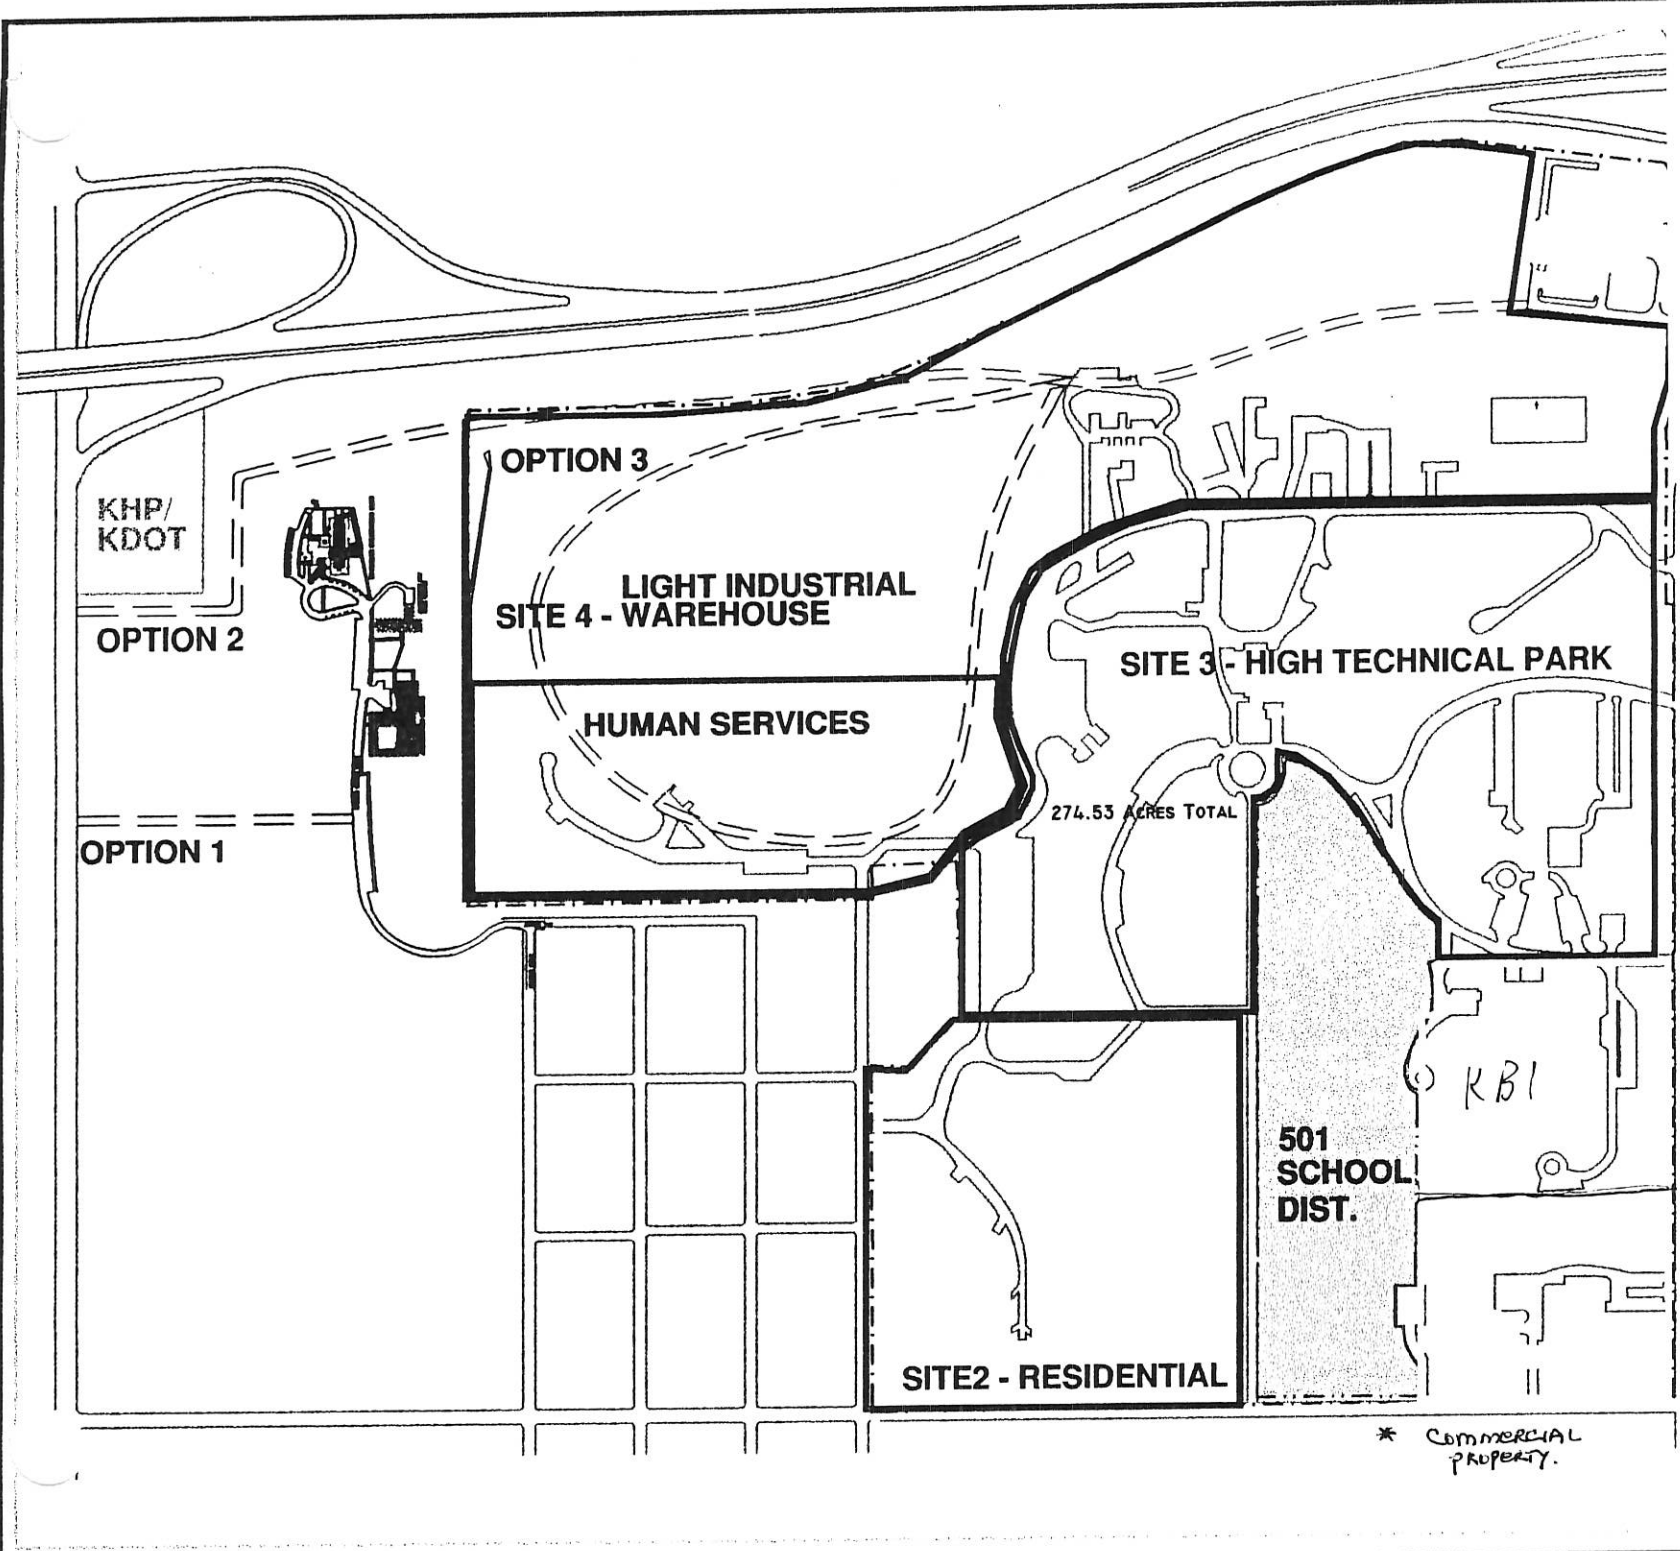 OPTION 3
KHP/
KDOT
LIGHT INDUSTRIAL
SITE 4 - WAREHOUSE
OPTION 2
SITE 3 - HIGH TECHNICAL PARK
HUMAN SERVICES
274.53 ACRES TOTAL
OPTION 1
KBI
501
SCHOOL
DIST.
SITE2 - RESIDENTIAL
* COMMERCIAL
PROPERTY.